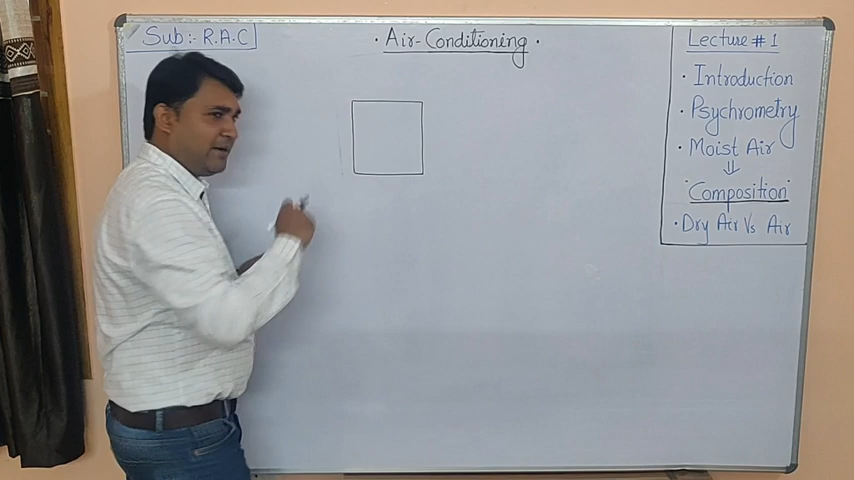 Sub:- R.A.C
· Air-Conditioning ·
Lecture # 1
· Introduction
· Psychrometry
· Moist Air
⇓
"Composition"
· Dry Air Vs Air